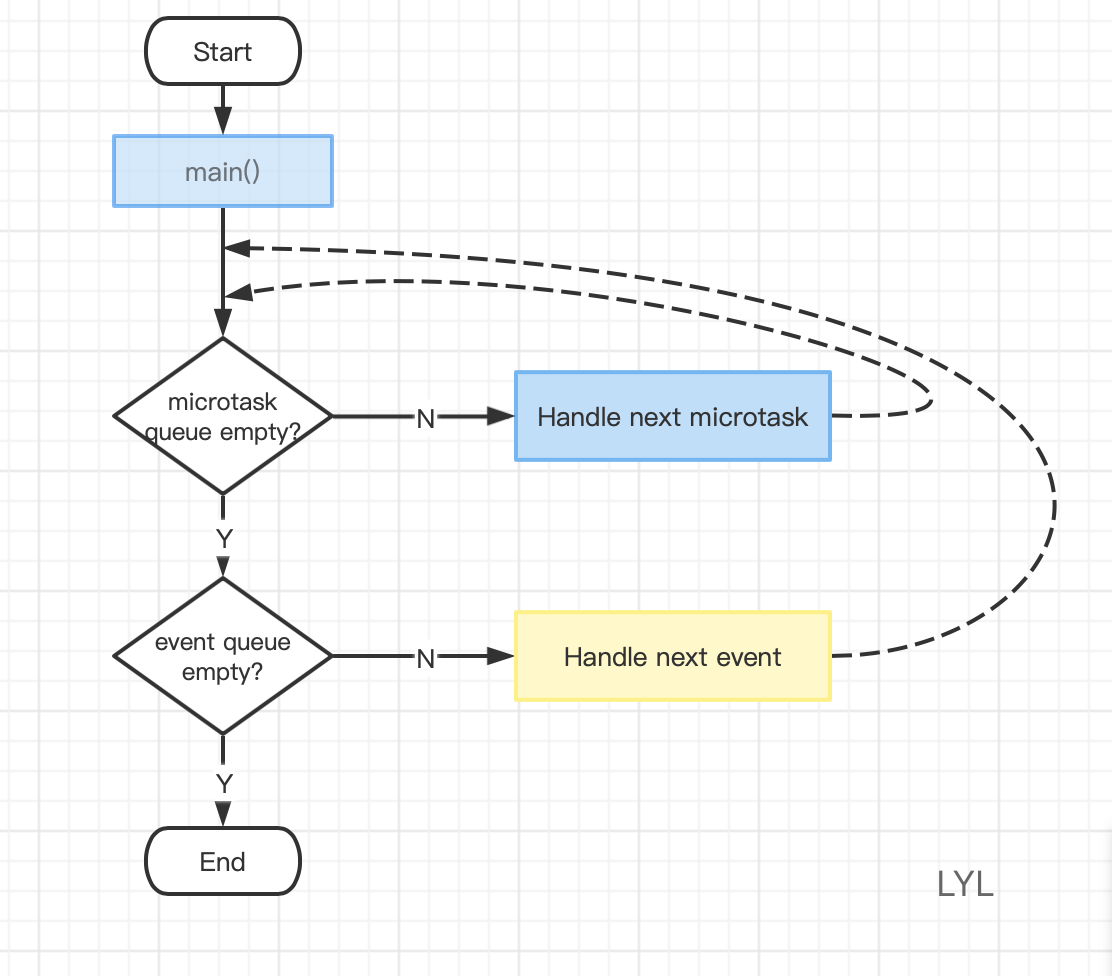 Start
main()
microtask
queue empty?
N
Handle next microtask
Y
event queue
empty?
N
Handle next event
Y
End
LYL